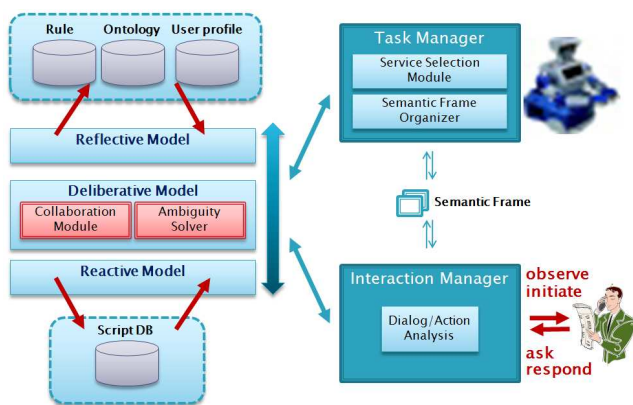 Rule Ontology User profile
Reflective Model
Deliberative Model
Collaboration
Module
Ambiguity
Solver
Reactive Model
Script DB
Task Manager
Service Selection
Module
Semantic Frame
Organizer
Semantic Frame
Interaction Manager
Dialog/Action
Analysis
observe
initiate
ask
respond